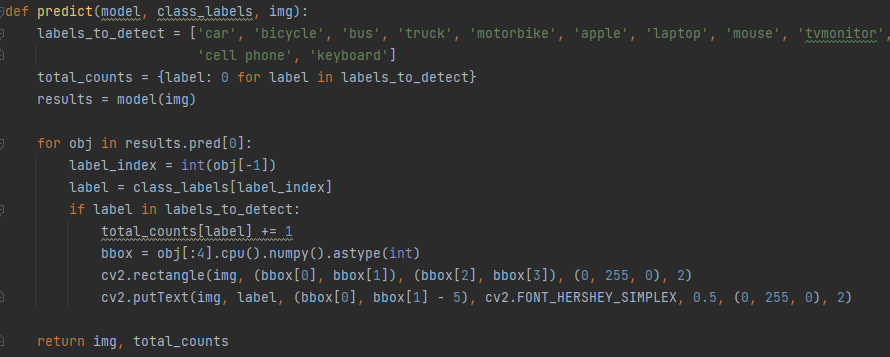 def predict(model, class_labels, img):
    labels_to_detect = ['car', 'bicycle', 'bus', 'truck', 'motorbike', 'apple', 'laptop', 'mouse', 'tvmonitor',
                        'cell phone', 'keyboard']
    total_counts = {label: 0 for label in labels_to_detect}
    results = model(img)

    for obj in results.pred[0]:
        label_index = int(obj[-1])
        label = class_labels[label_index]
        if label in labels_to_detect:
            total_counts[label] += 1
            bbox = obj[:4].cpu().numpy().astype(int)
            cv2.rectangle(img, (bbox[0], bbox[1]), (bbox[2], bbox[3]), (0, 255, 0), 2)
            cv2.putText(img, label, (bbox[0], bbox[1] - 5), cv2.FONT_HERSHEY_SIMPLEX, 0.5, (0, 255, 0), 2)

    return img, total_counts